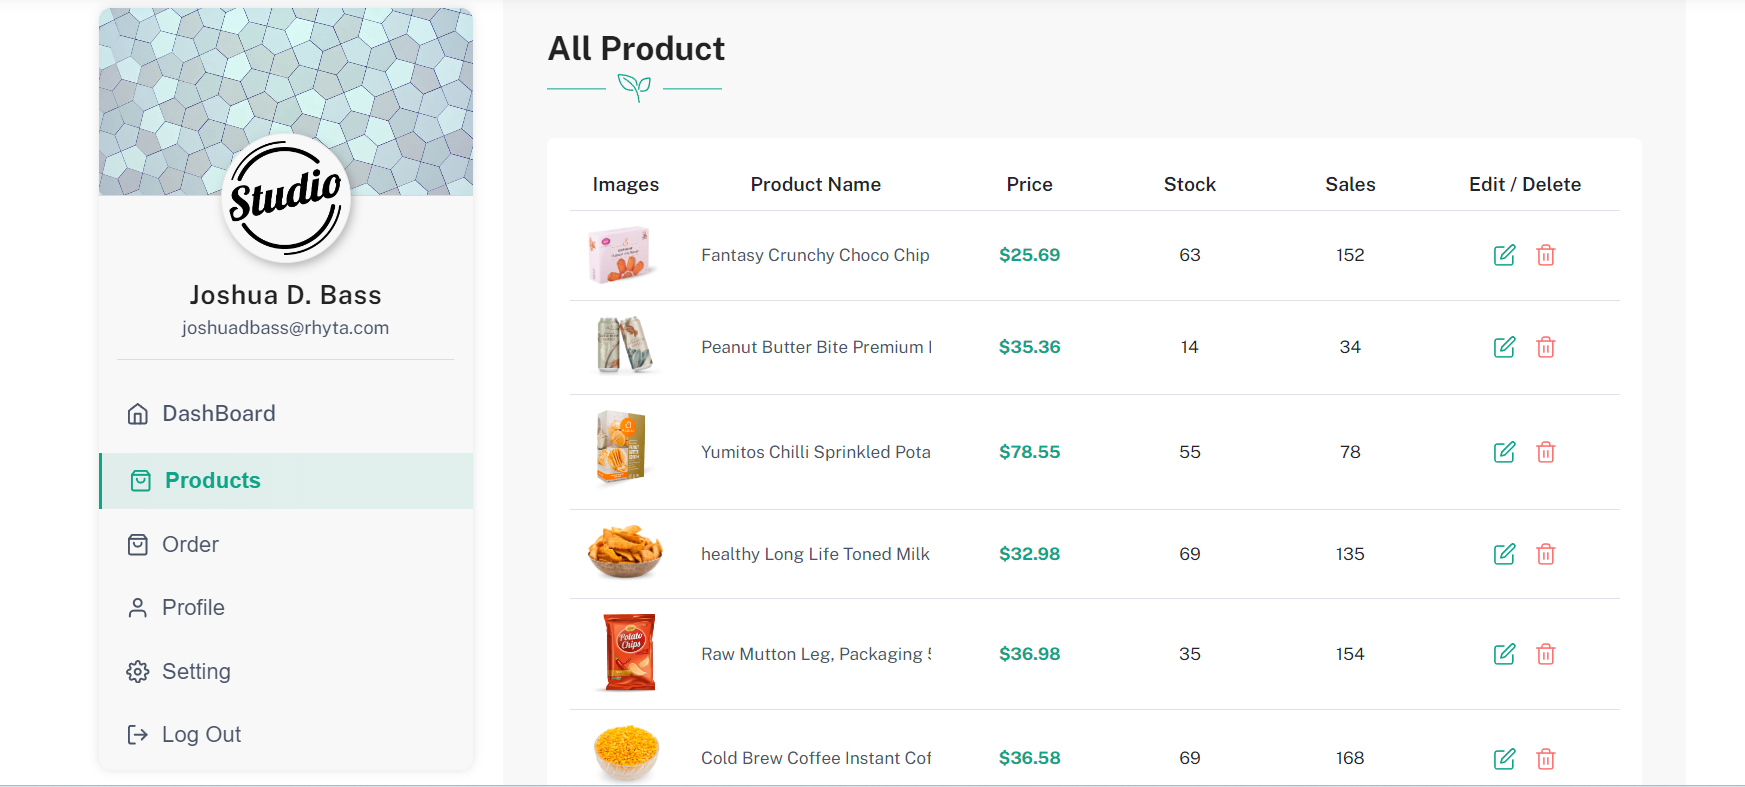 Studio
Joshua D. Bass
joshuadbass@rhyta.com
DashBoard
Products
Order
Profile
Setting
Log Out
All Product
Images Product Name Price Stock Sales Edit / Delete
Fantasy Crunchy Choco Chip $25.69 63 152
Peanut Butter Bite Premium $35.36 14 34
Yumitos Chilli Sprinkled Pota $78.55 55 78
healthy Long Life Toned Milk $32.98 69 135
Potato
Chips
Raw Mutton Leg, Packaging $36.98 35 154
Cold Brew Coffee Instant Cof $36.58 69 168